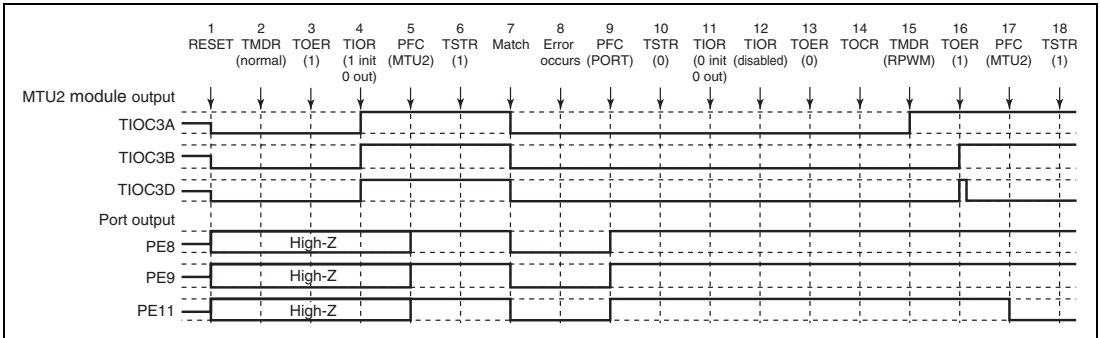 1 2 3 4 5 6 7 8 9 10 11 12 13 14 15 16 17 18
RESET TMDR TOER TIOR PFC TSTR Match Error PFC TSTR TIOR TIOR TOER TOCR TMDR TOER PFC TSTR
(normal) (1) (1 init (MTU2) (1) occurs (PORT) (0) (0 init (disabled) (0) (RPWM) (1) (MTU2) (1)
0 out) 0 out)
MTU2 module output
TIOC3A
TIOC3B
TIOC3D
Port output
PE8 High-Z
PE9 High-Z
PE11 High-Z